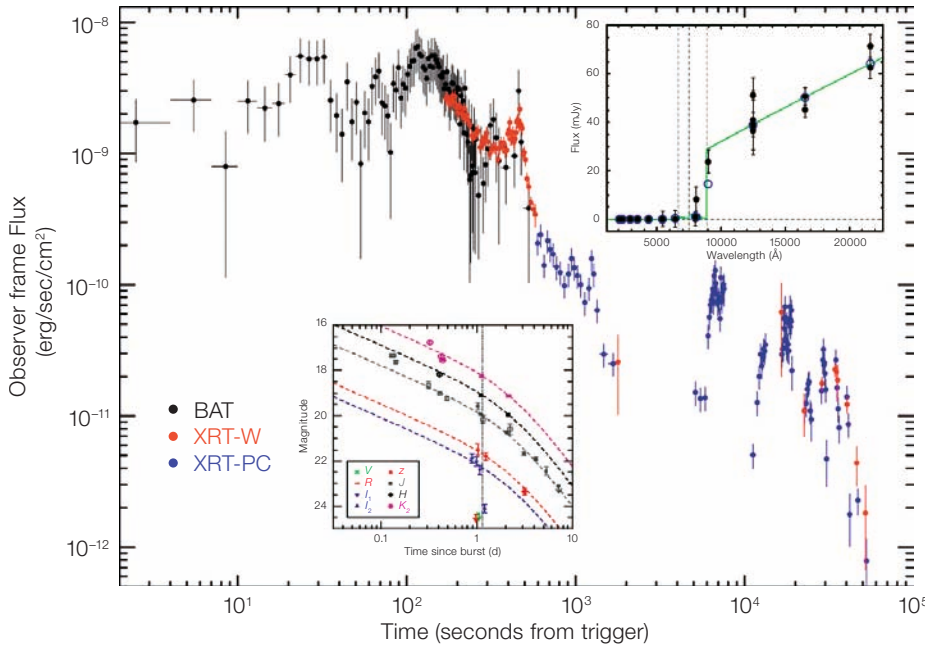 10⁻⁸
10⁻⁹
10⁻¹⁰
10⁻¹¹
10⁻¹²
Observer frame Flux
(erg/sec/cm²)
BAT
XRT-W
XRT-PC
10¹
10²
10³
10⁴
10⁵
Time (seconds from trigger)
80
60
40
20
0
Flux (mJy)
5000
10000
15000
20000
Wavelength (Å)
16
18
20
22
24
Magnitude
V
z
R
J
I₁
H
I₂
K₂
0.1
1
10
Time since burst (d)